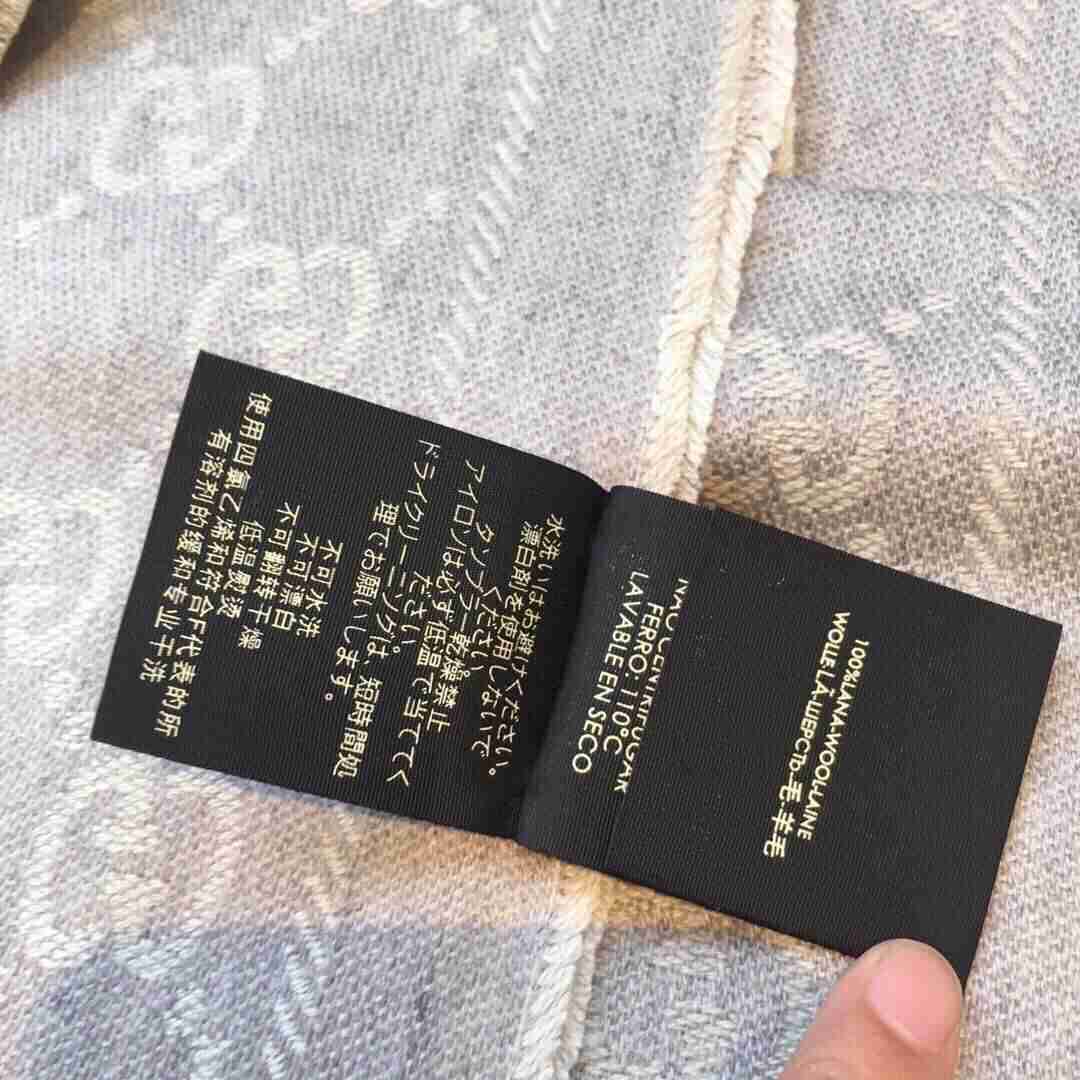 100%LANA-WOOL-LAINE
WOLLE-LÃ-ШЕРСТЬ-毛.羊毛
FERRO: 110°C
LAVABLE EN SECO
水洗いはお避けください。
漂白剤を使用しないで
ください。
タンブラー乾燥禁止
アイロンは必ず低温で当ててく
ださい。
ドライクリーニングは、短時間処
理でお願いします。
不可水洗
不可漂白
不可翻转干燥
低温熨烫
使用四氯乙烯和符合F代表的所
有溶剂的缓和专业干洗